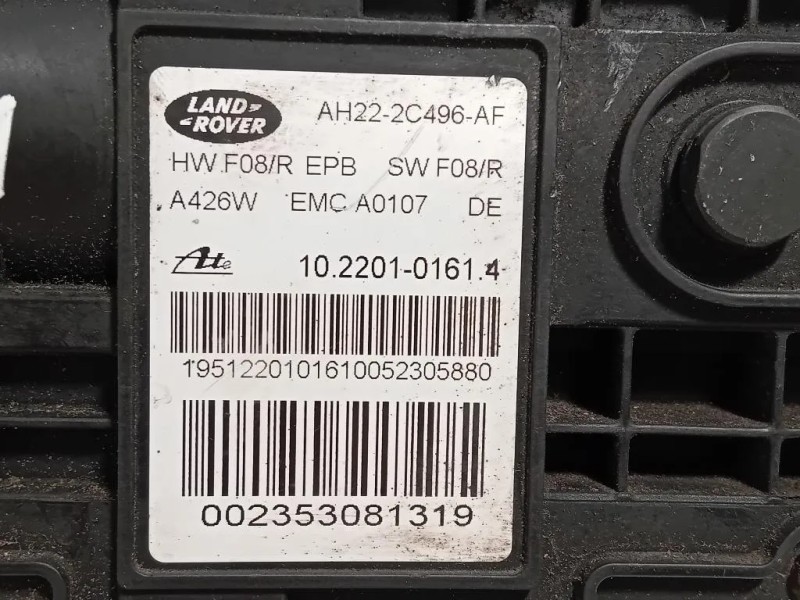 LAND ROVER AH22-2C496-AF
HW F08/R EPB SW F08/R
A426W EMC A0107 DE
Ate 10.2201-0161.4
1951220101610052305880
002353081319